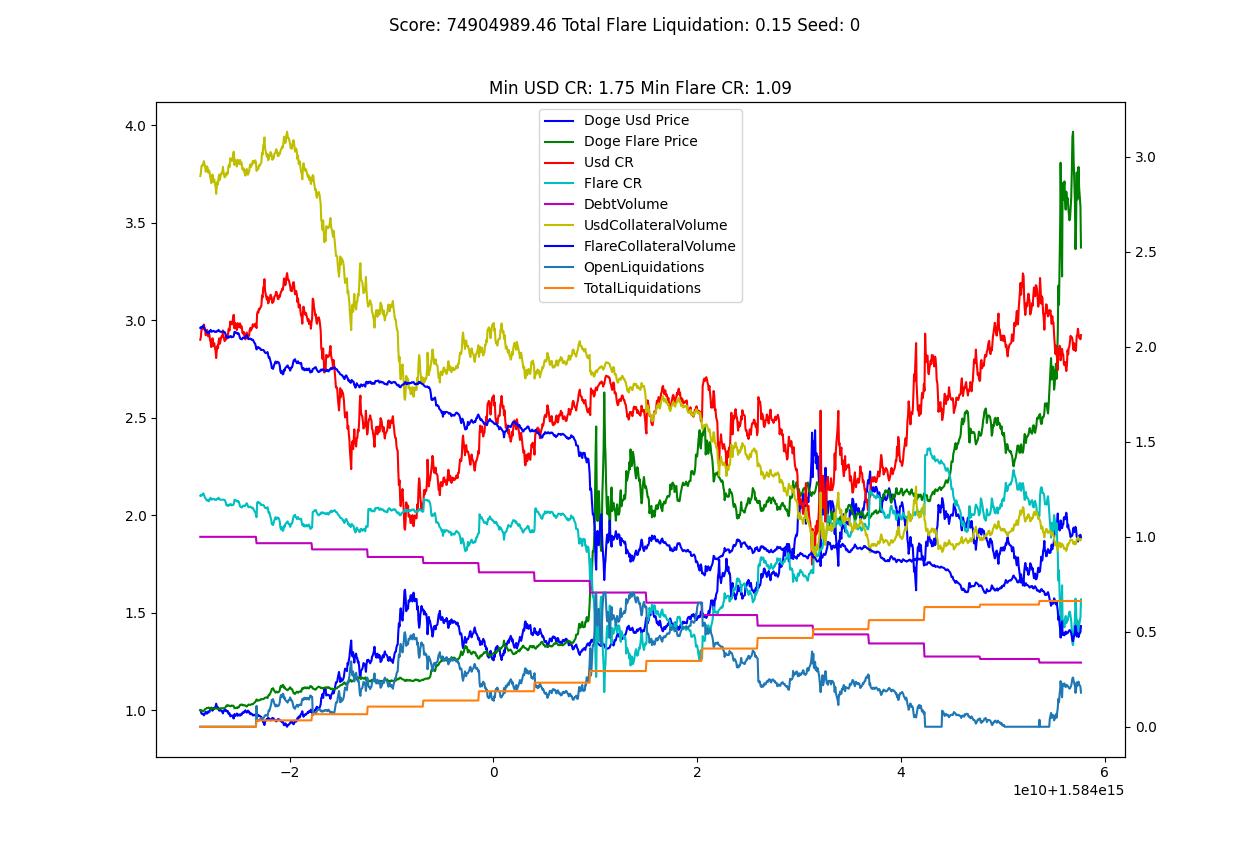 Score: 74904989.46 Total Flare Liquidation: 0.15 Seed: 0
Min USD CR: 1.75 Min Flare CR: 1.09
Doge Usd Price
Doge Flare Price
Usd CR
Flare CR
DebtVolume
UsdCollateralVolume
FlareCollateralVolume
OpenLiquidations
TotalLiquidations
4.0
3.5
3.0
2.5
2.0
1.5
1.0
3.0
2.5
2.0
1.5
1.0
0.5
0.0
−2 0 2 4 6
1e10+1.584e15